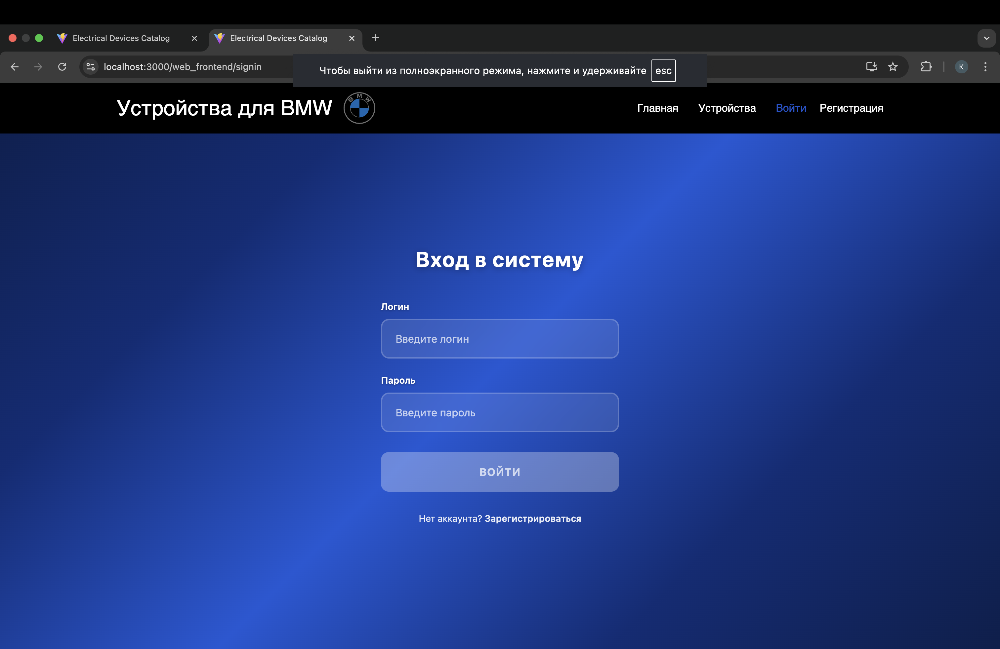 Electrical Devices Catalog
Electrical Devices Catalog
localhost:3000/web_frontend/signin
Чтобы выйти из полноэкранного режима, нажмите и удерживайте esc
K
Устройства для BMW
BMW
Главная Устройства Войти Регистрация
Вход в систему
Логин
Введите логин
Пароль
Введите пароль
ВОЙТИ
Нет аккаунта? Зарегистрироваться